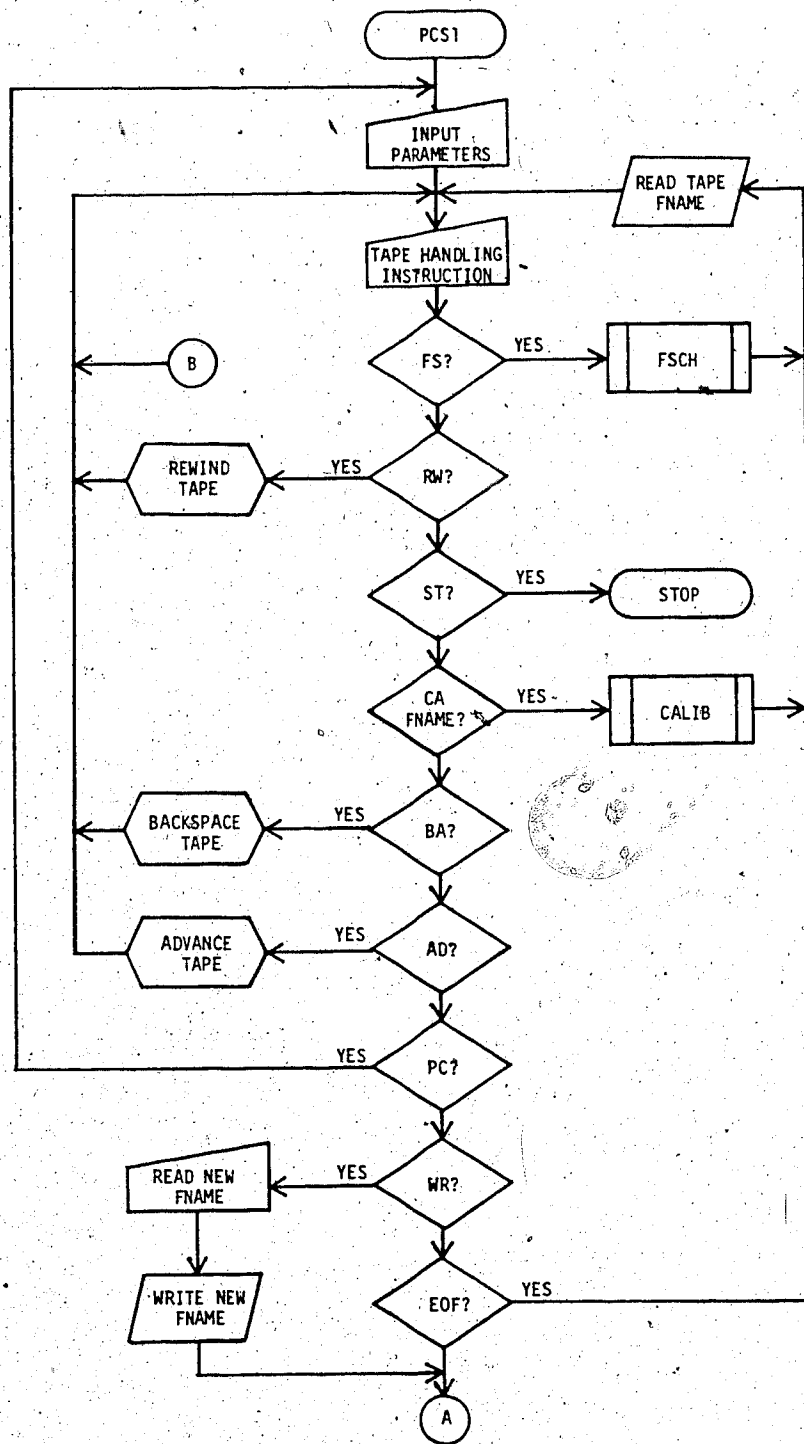 PCS1
INPUT
PARAMETERS
READ TAPE
FNAME
TAPE HANDLING
INSTRUCTION
FS?
YES
FSCH
B
REWIND
TAPE
YES
RW?
ST?
YES
STOP
CA
FNAME?
YES
CALIB
BACKSPACE
TAPE
YES
BA?
ADVANCE
TAPE
YES
AD?
YES
PC?
READ NEW
FNAME
YES
WR?
WRITE NEW
FNAME
EOF?
YES
A